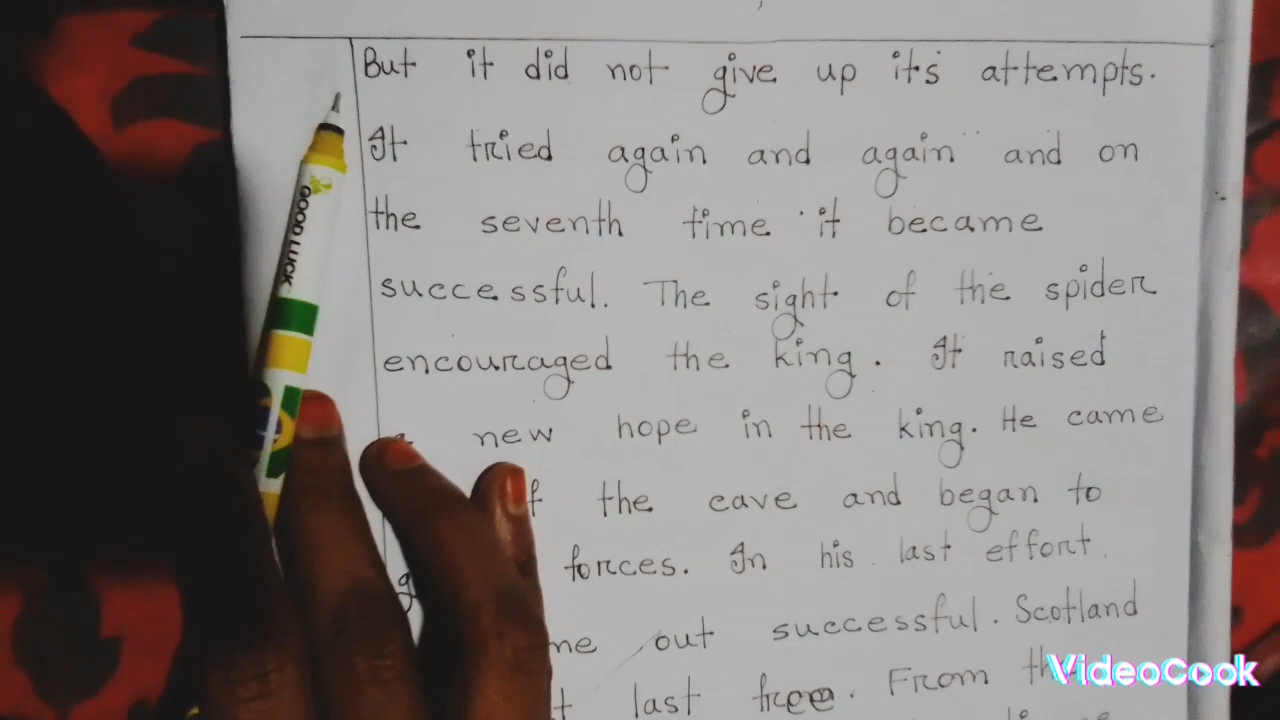 But it did not give up its attempts.
It tried again and again and on
the seventh time it became
successful. The sight of the spider
encouraged the king. It raised
new hope in the king. He came
the cave and began to
forces. In his last effort
out successful. Scotland
last free. From
GOOD LUCK
VideoCook